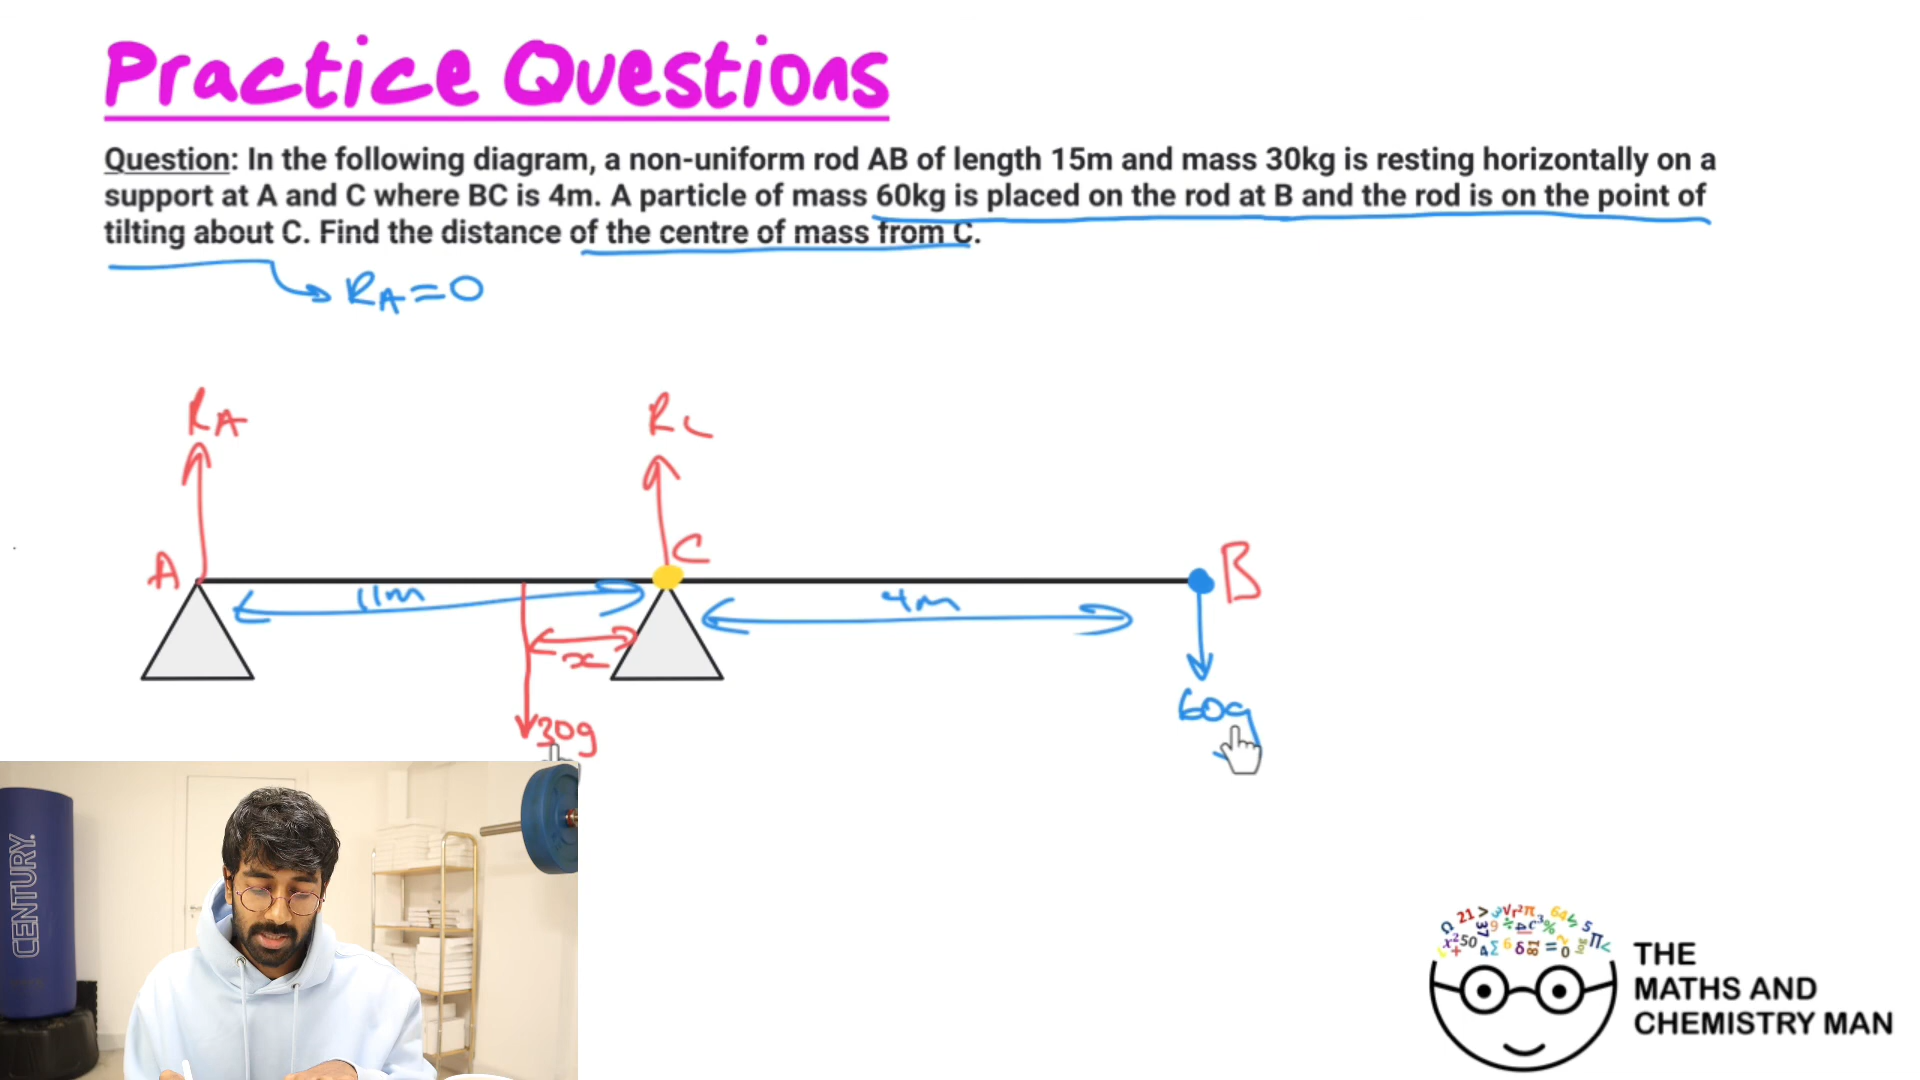 Practice Questions
Question: In the following diagram, a non-uniform rod AB of length 15m and mass 30kg is resting horizontally on a
support at A and C where BC is 4m. A particle of mass 60kg is placed on the rod at B and the rod is on the point of
tilting about C. Find the distance of the centre of mass from C.
RA=0
RA
RC
A
C
B
11m
4m
x
60g
30g
CENTURY.
THE
MATHS AND
CHEMISTRY MAN